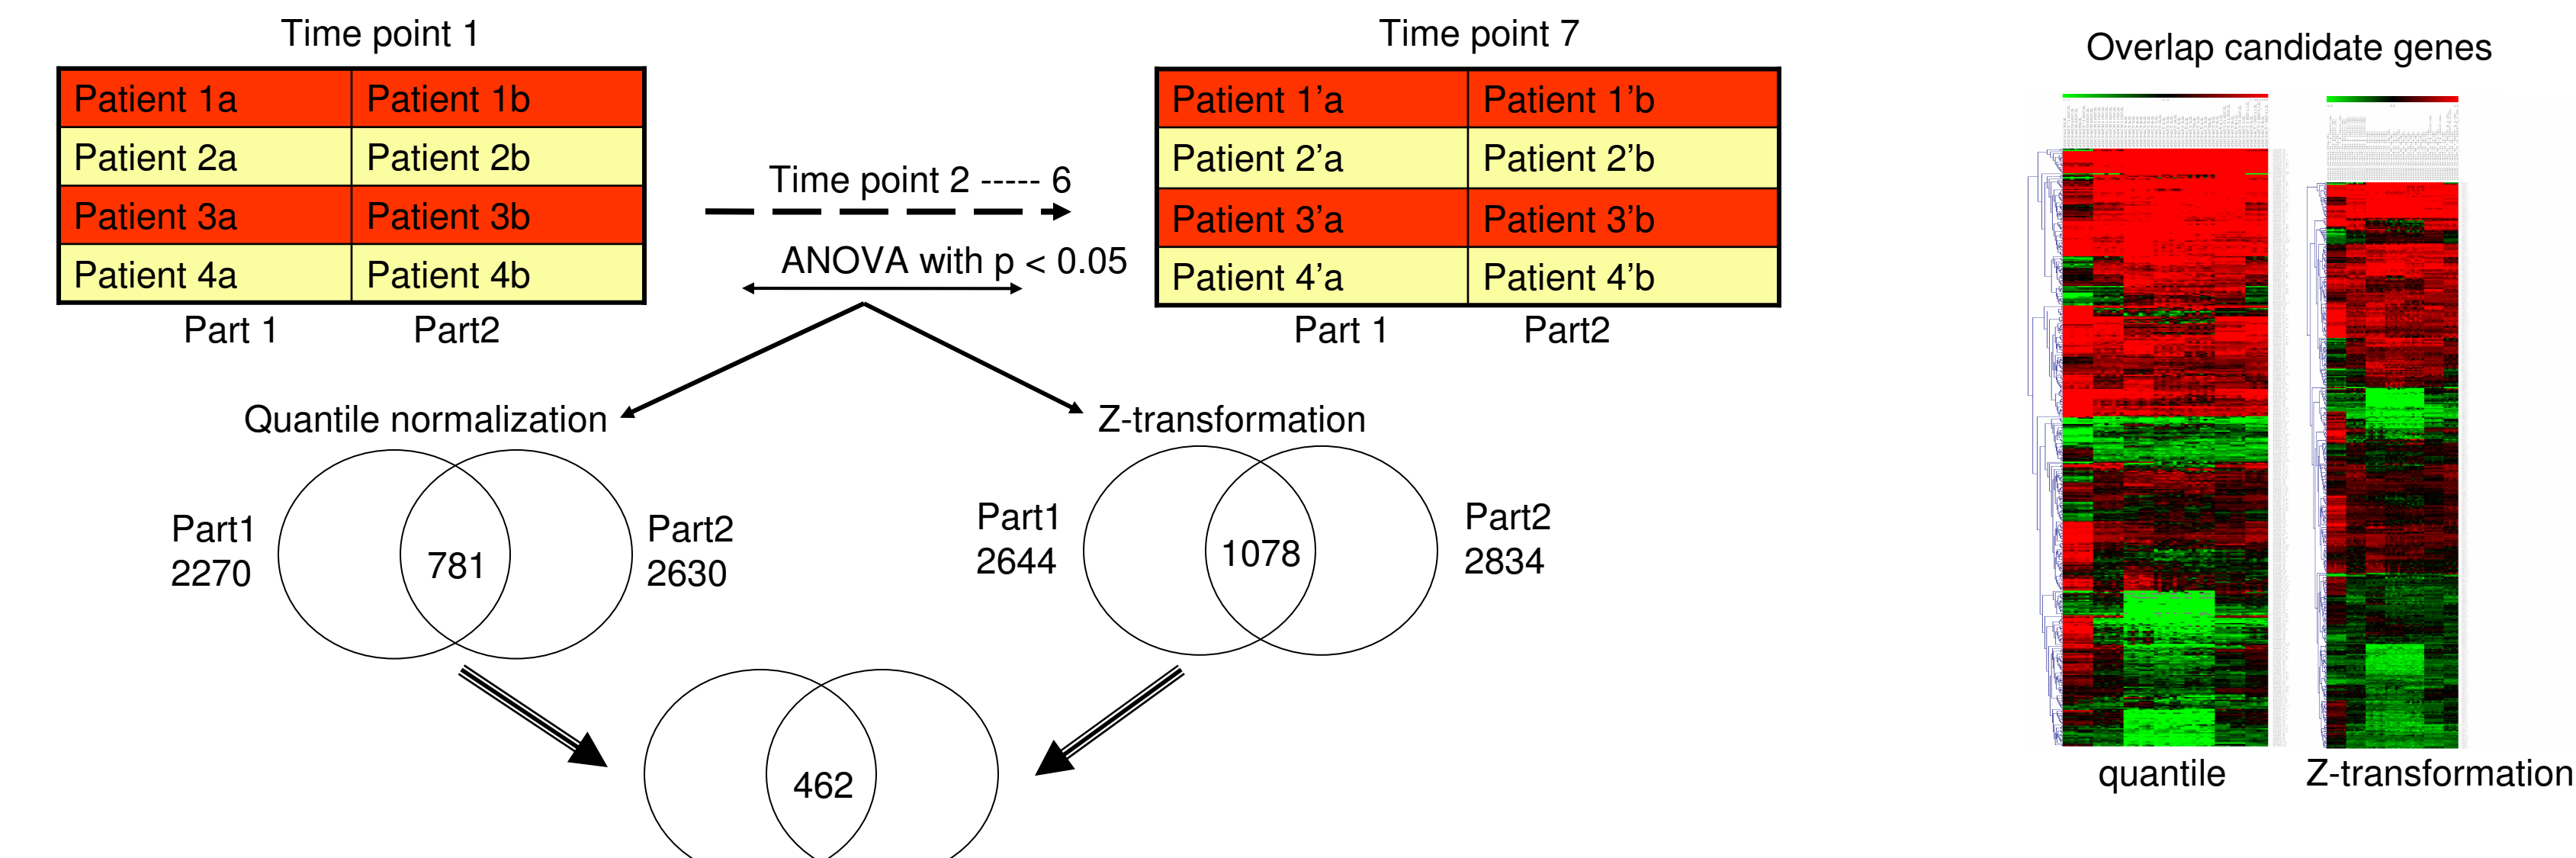 Time point 1
Patient 1a Patient 1b
Patient 2a Patient 2b
Patient 3a Patient 3b
Patient 4a Patient 4b
Part 1 Part2
Time point 2 ----- 6
ANOVA with p < 0.05
Time point 7
Patient 1’a Patient 1’b
Patient 2’a Patient 2’b
Patient 3’a Patient 3’b
Patient 4’a Patient 4’b
Part 1 Part2
Quantile normalization
Part1
2270
781
Part2
2630
Z-transformation
Part1
2644
1078
Part2
2834
462
Overlap candidate genes
quantile
Z-transformation